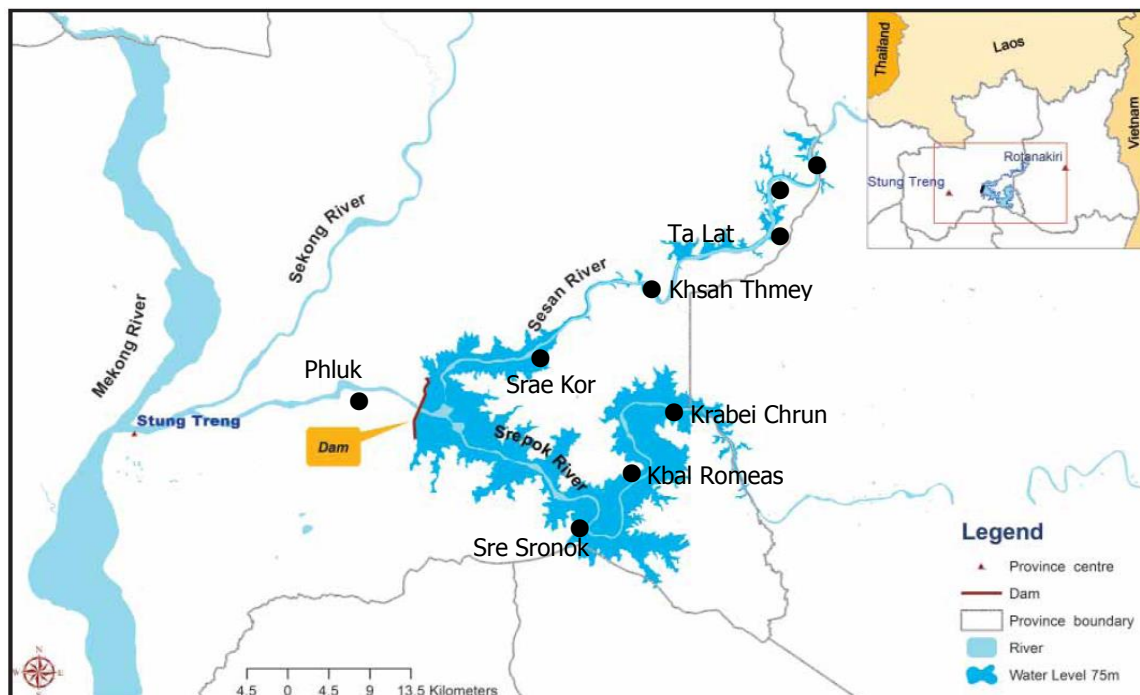 Thailand
Laos
Vietnam
Rotanakiri
Stung Treng
Sekong River
Mekong River
Sesan River
Ta Lat
Khsah Thmey
Phluk
Srae Kor
Stung Treng
Dam
Srepok River
Krabei Chrun
Kbal Romeas
Sre Sronok
Legend
Province centre
Dam
Province boundary
River
Water Level 75m
4.5 0 4.5 9 13.5 Kilometers
N
W E
S